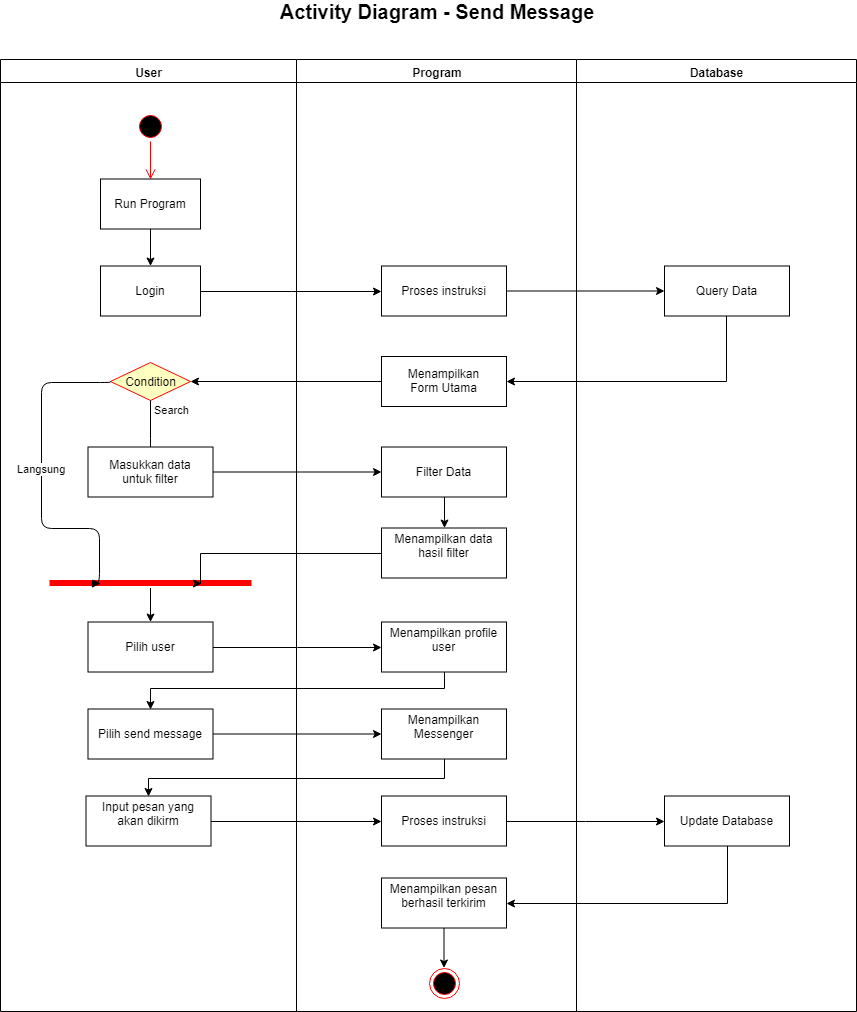 Activity Diagram - Send Message
User
Program
Database
Run Program
Login
Proses instruksi
Query Data
Menampilkan
Form Utama
Condition
Search
Langsung
Masukkan data
untuk filter
Filter Data
Menampilkan data
hasil filter
Pilih user
Menampilkan profile
user
Pilih send message
Menampilkan
Messenger
Input pesan yang
akan dikirm
Proses instruksi
Update Database
Menampilkan pesan
berhasil terkirim